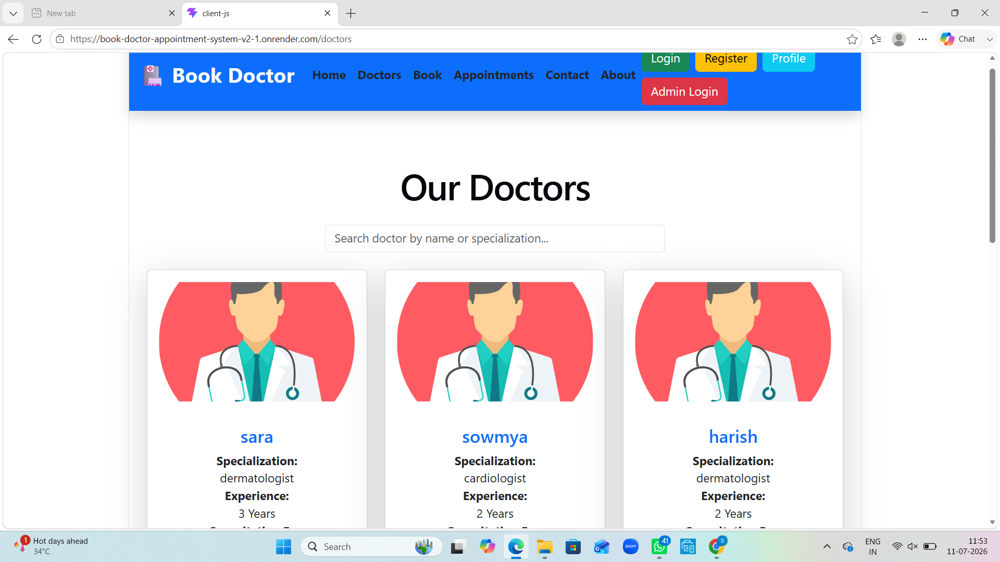 New tab
client-js
https://book-doctor-appointment-system-v2-1.onrender.com/doctors
Chat
Book Doctor
Home Doctors Book Appointments Contact About
Login Register Profile
Admin Login
Our Doctors
Search doctor by name or specialization...
sara sowmya harish
Specialization: Specialization: Specialization:
dermatologist cardiologist dermatologist
Experience: Experience: Experience:
3 Years 2 Years 2 Years
1
Hot days ahead
34°C
Search
zoom
41
S
ENG
IN
11:53
11-07-2026